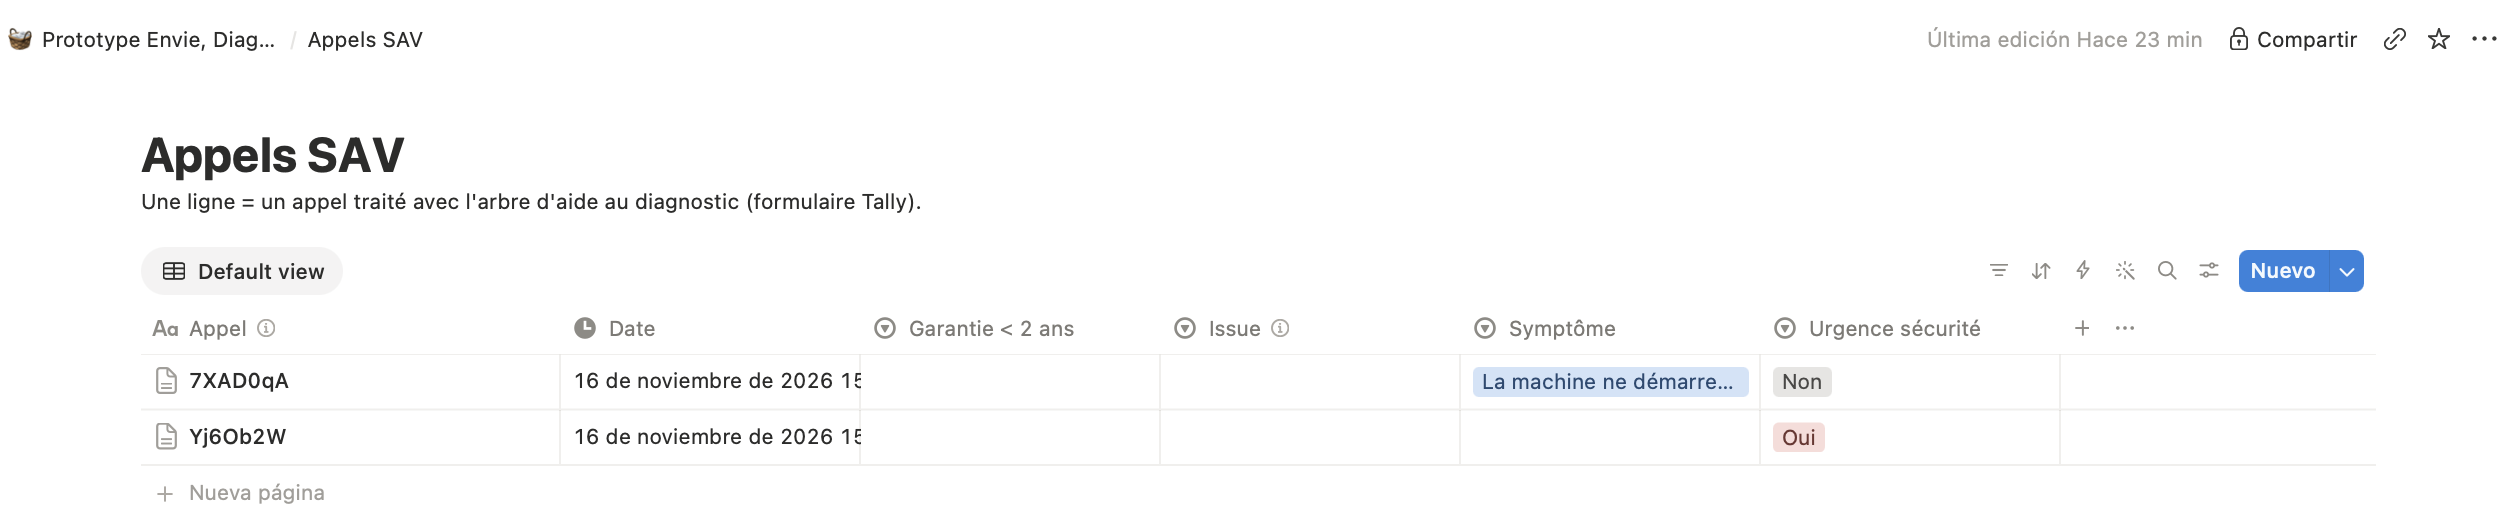 Prototype Envie, Diag... / Appels SAV
Última edición Hace 23 min Compartir
Appels SAV
Une ligne = un appel traité avec l'arbre d'aide au diagnostic (formulaire Tally).
Default view
Nuevo
Aa Appel Date Garantie < 2 ans Issue Symptôme Urgence sécurité
7XAD0qA 16 de noviembre de 2026 15 La machine ne démarre... Non
Yj6Ob2W 16 de noviembre de 2026 15 Oui
+ Nueva página